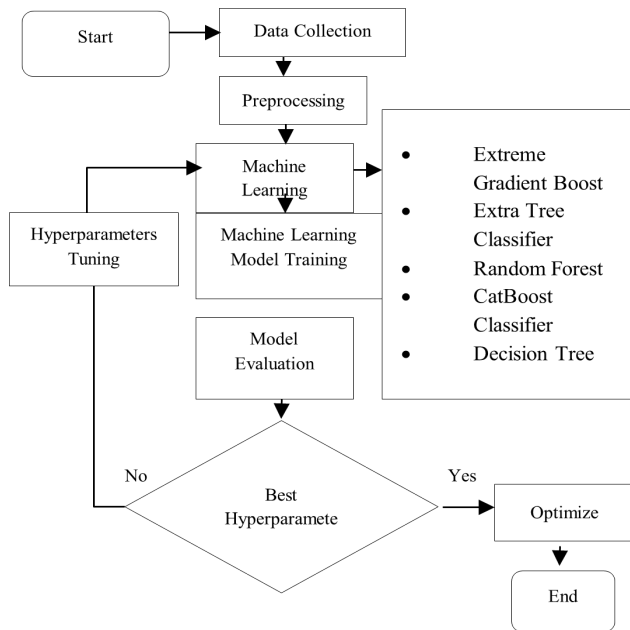 Start
Data Collection
Preprocessing
Machine
Learning
• Extreme
Gradient Boost
• Extra Tree
Classifier
• Random Forest
• CatBoost
Classifier
• Decision Tree
Hyperparameters
Tuning
Machine Learning
Model Training
Model
Evaluation
No
Yes
Best
Hyperparamete
Optimize
End